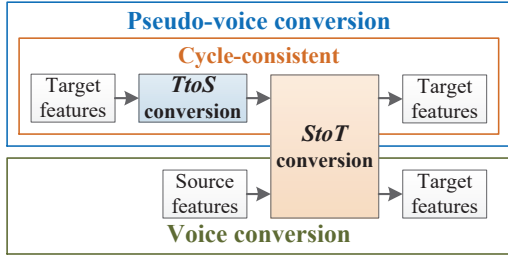 Pseudo-voice conversion
Cycle-consistent
Target
features
TtoS
conversion
StoT
conversion
Target
features
Source
features
Target
features
Voice conversion